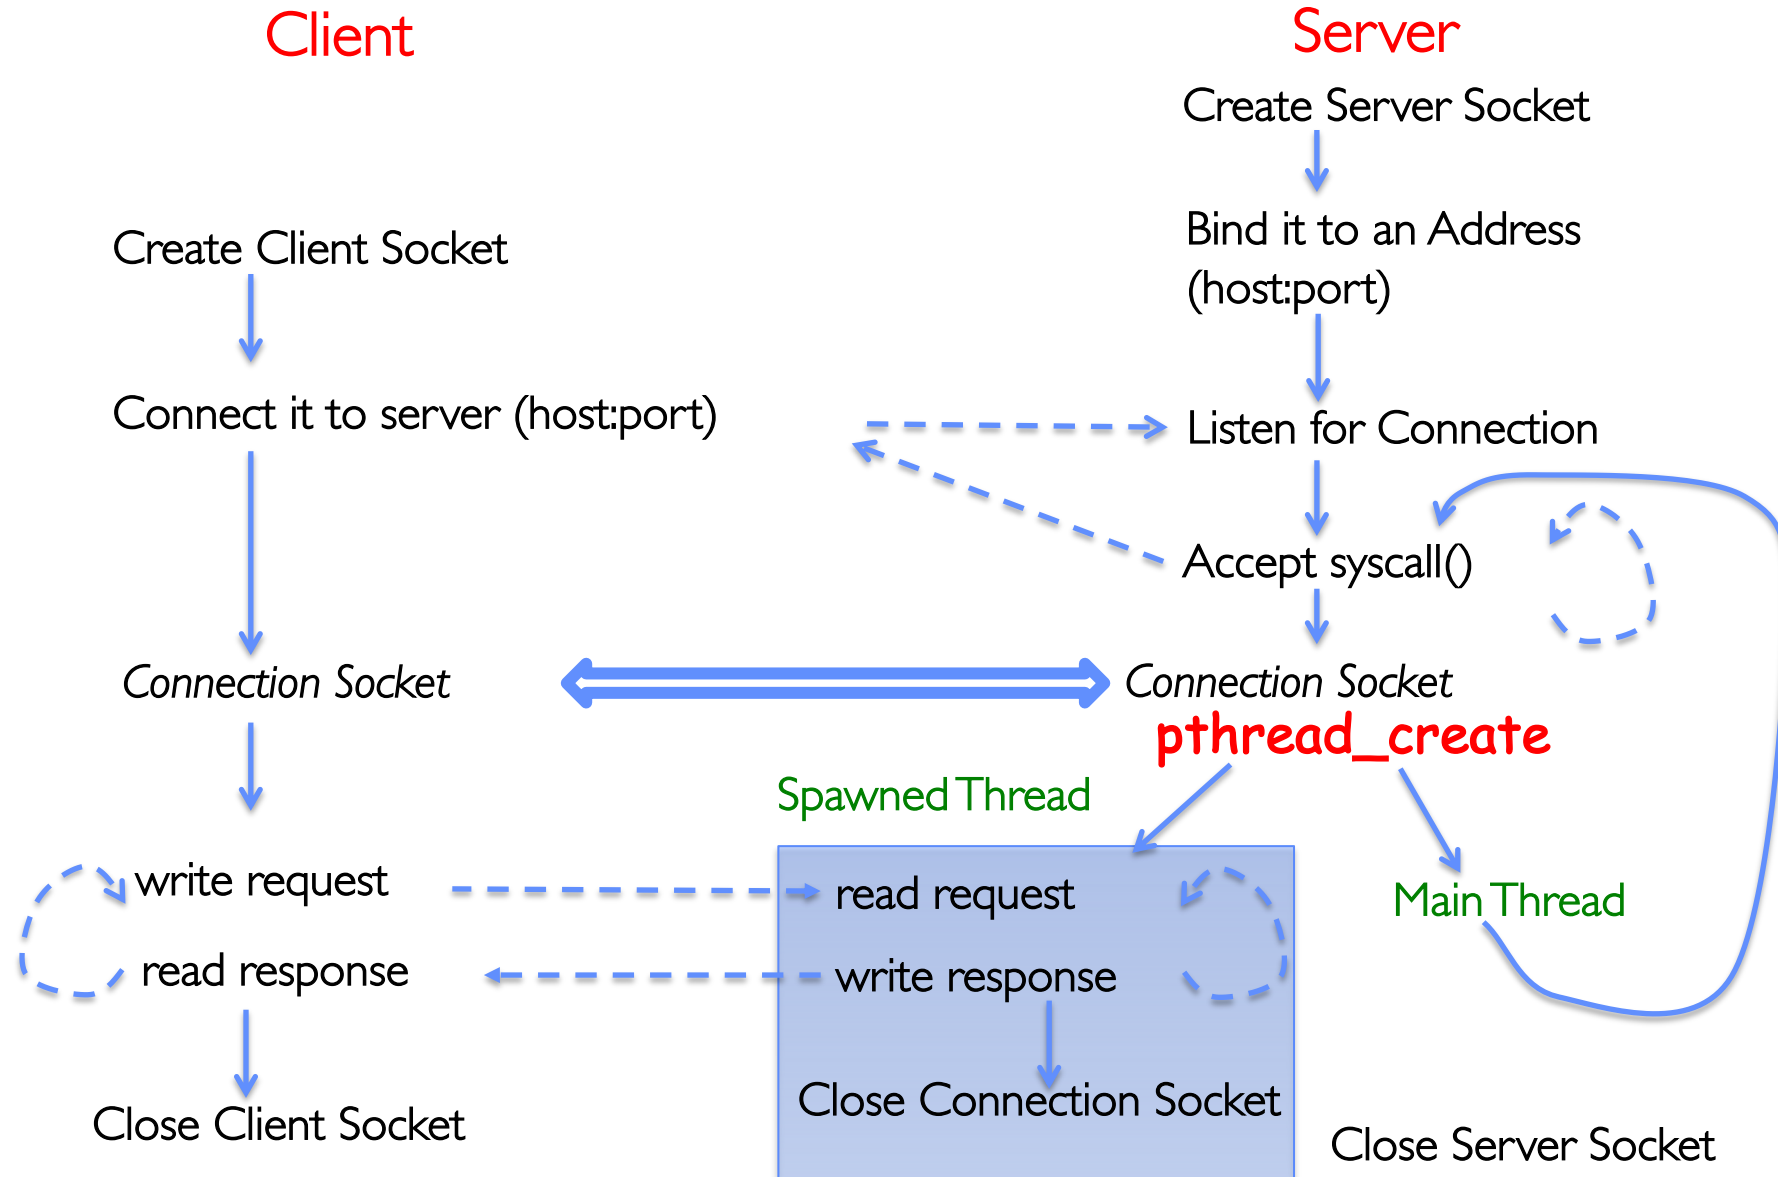 Client
Server
Create Server Socket
Bind it to an Address
(host:port)
Create Client Socket
Connect it to server (host:port)
Listen for Connection
Accept syscall()
Connection Socket
Connection Socket
pthread_create
Spawned Thread
write request
read request
Main Thread
read response
write response
Close Connection Socket
Close Client Socket
Close Server Socket